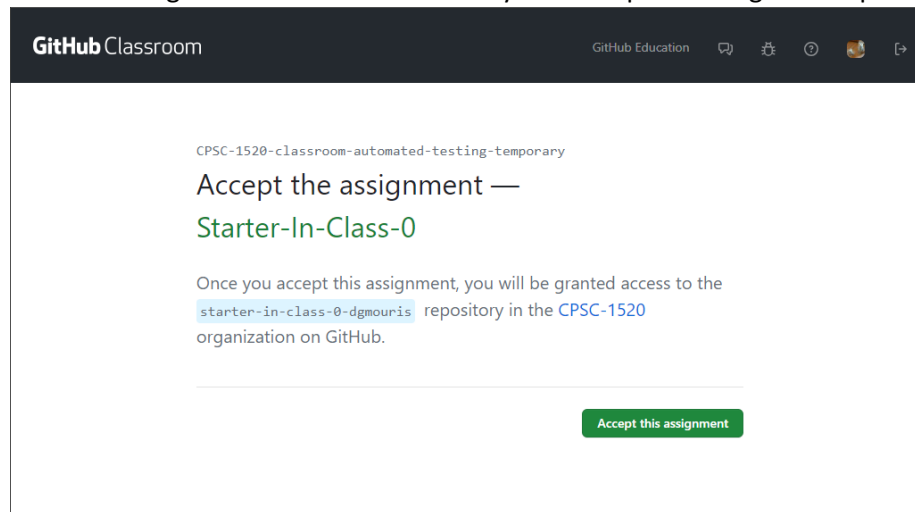 GitHub Classroom
GitHub Education
CPSC-1520-classroom-automated-testing-temporary
Accept the assignment —
Starter-In-Class-0
Once you accept this assignment, you will be granted access to the
starter-in-class-0-dgmouris repository in the CPSC-1520
organization on GitHub.
Accept this assignment